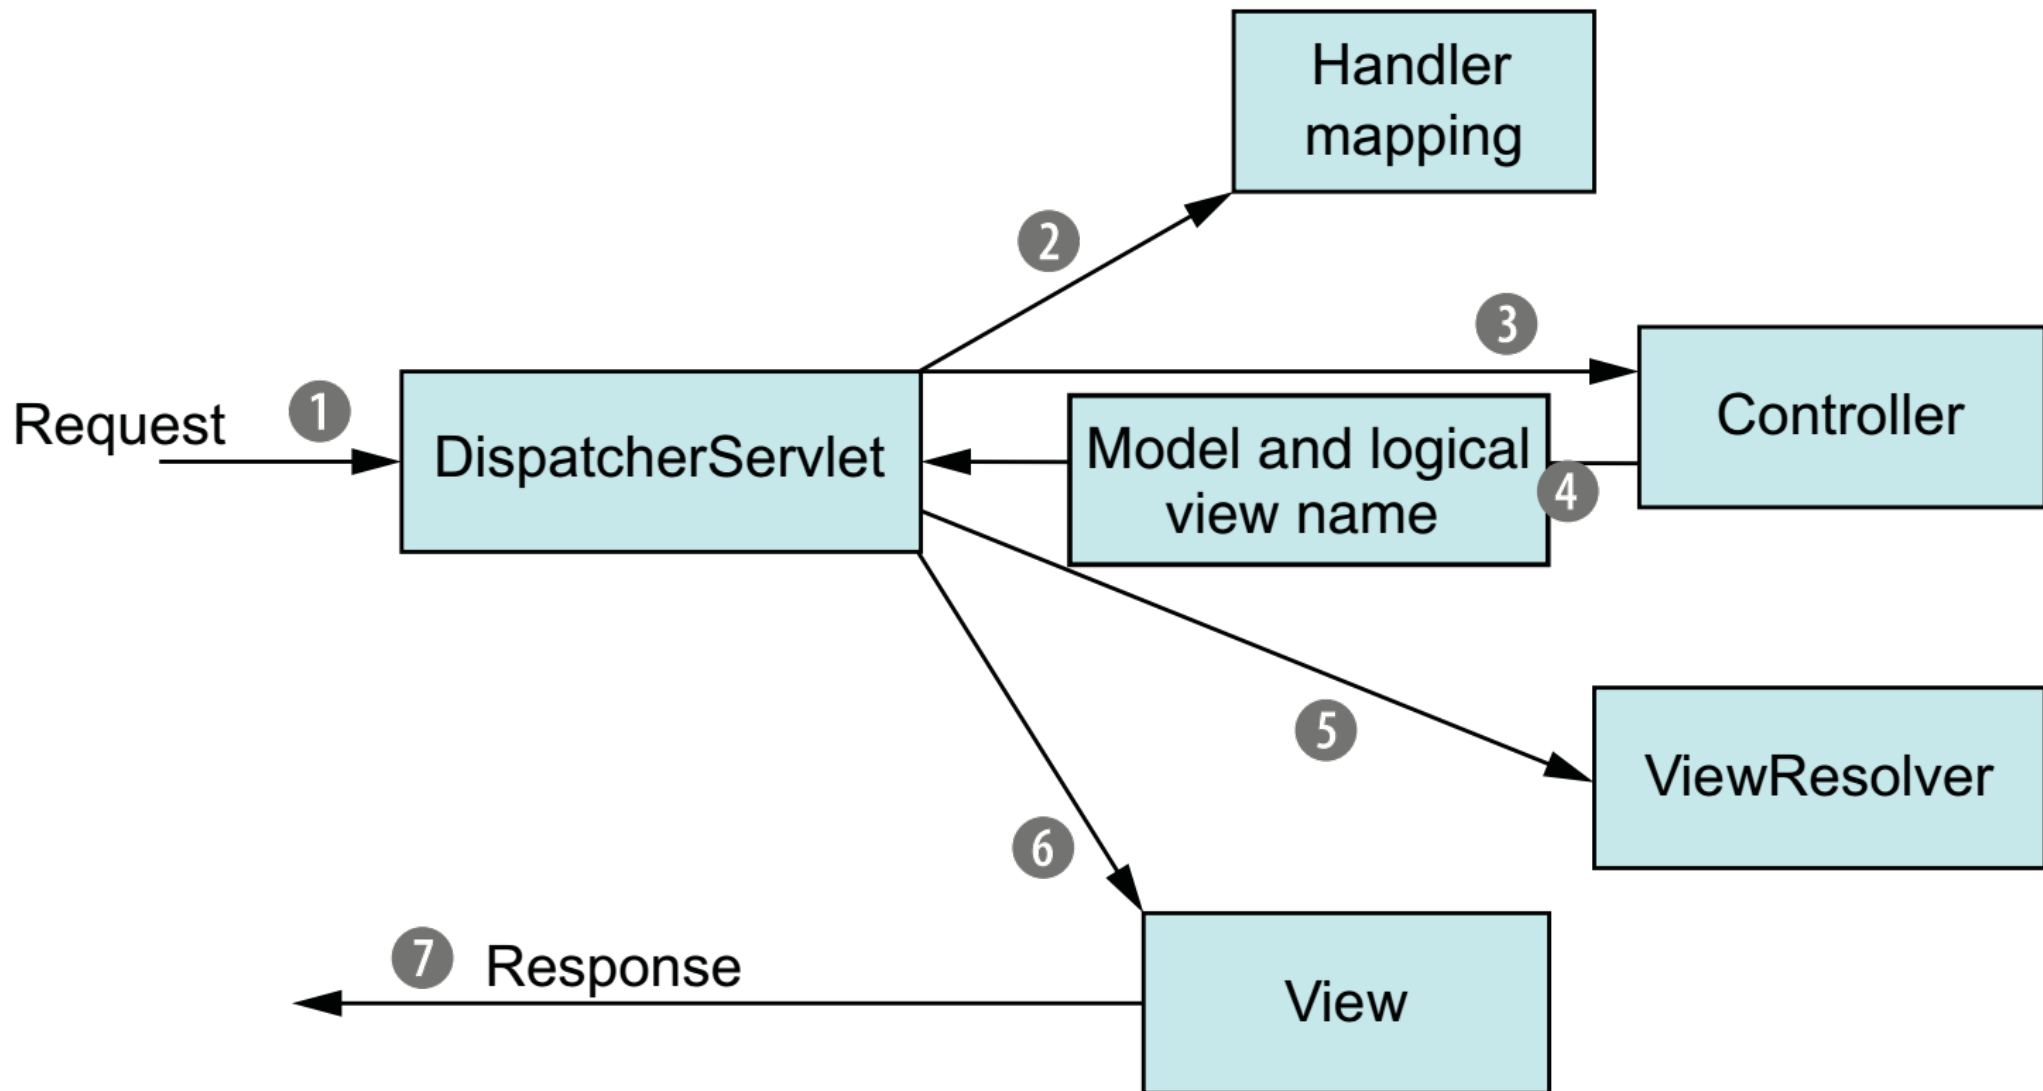 Handler
mapping
2
3
Request
1
DispatcherServlet
Model and logical
view name
4
Controller
5
ViewResolver
6
7
Response
View